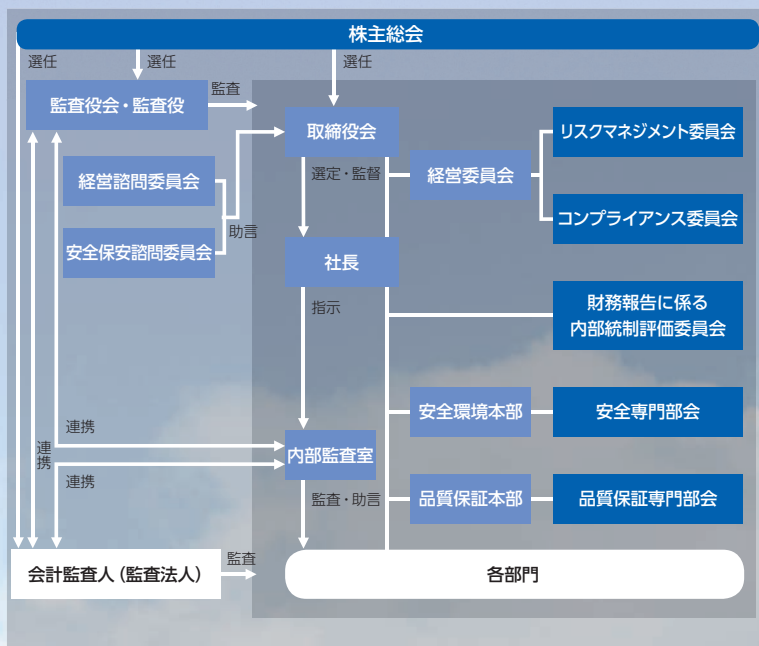 株主総会
選任
選任
選任
監査役会・監査役
監査
取締役会
リスクマネジメント委員会
経営諮問委員会
選定・監督
経営委員会
助言
コンプライアンス委員会
安全保安諮問委員会
社長
指示
財務報告に係る
内部統制評価委員会
安全環境本部
安全専門部会
連携
連携
内部監査室
連携
監査・助言
品質保証本部
品質保証専門部会
会計監査人（監査法人）
監査
各部門